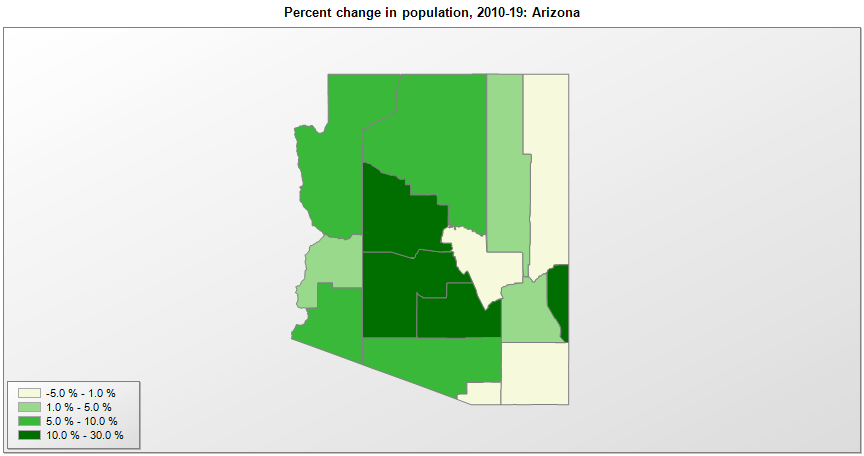 Percent change in population, 2010-19: Arizona
-5.0 % - 1.0 %
1.0 % - 5.0 %
5.0 % - 10.0 %
10.0 % - 30.0 %